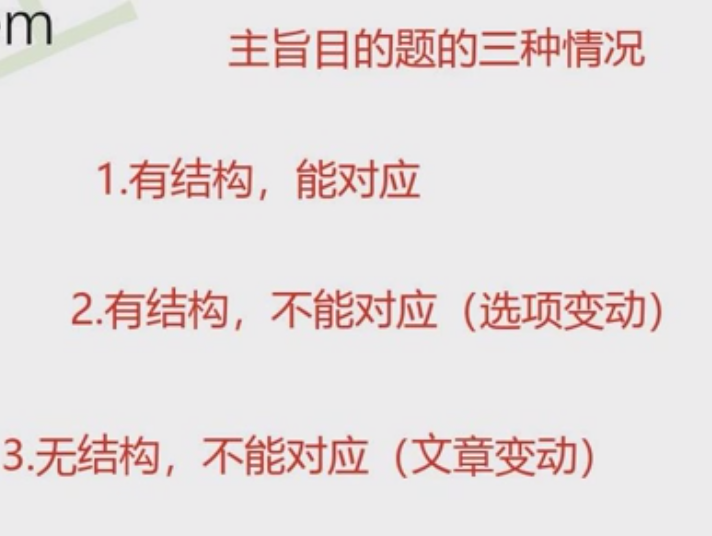 om
主旨目的题的三种情况
1.有结构，能对应
2.有结构，不能对应（选项变动）
3.无结构，不能对应（文章变动）